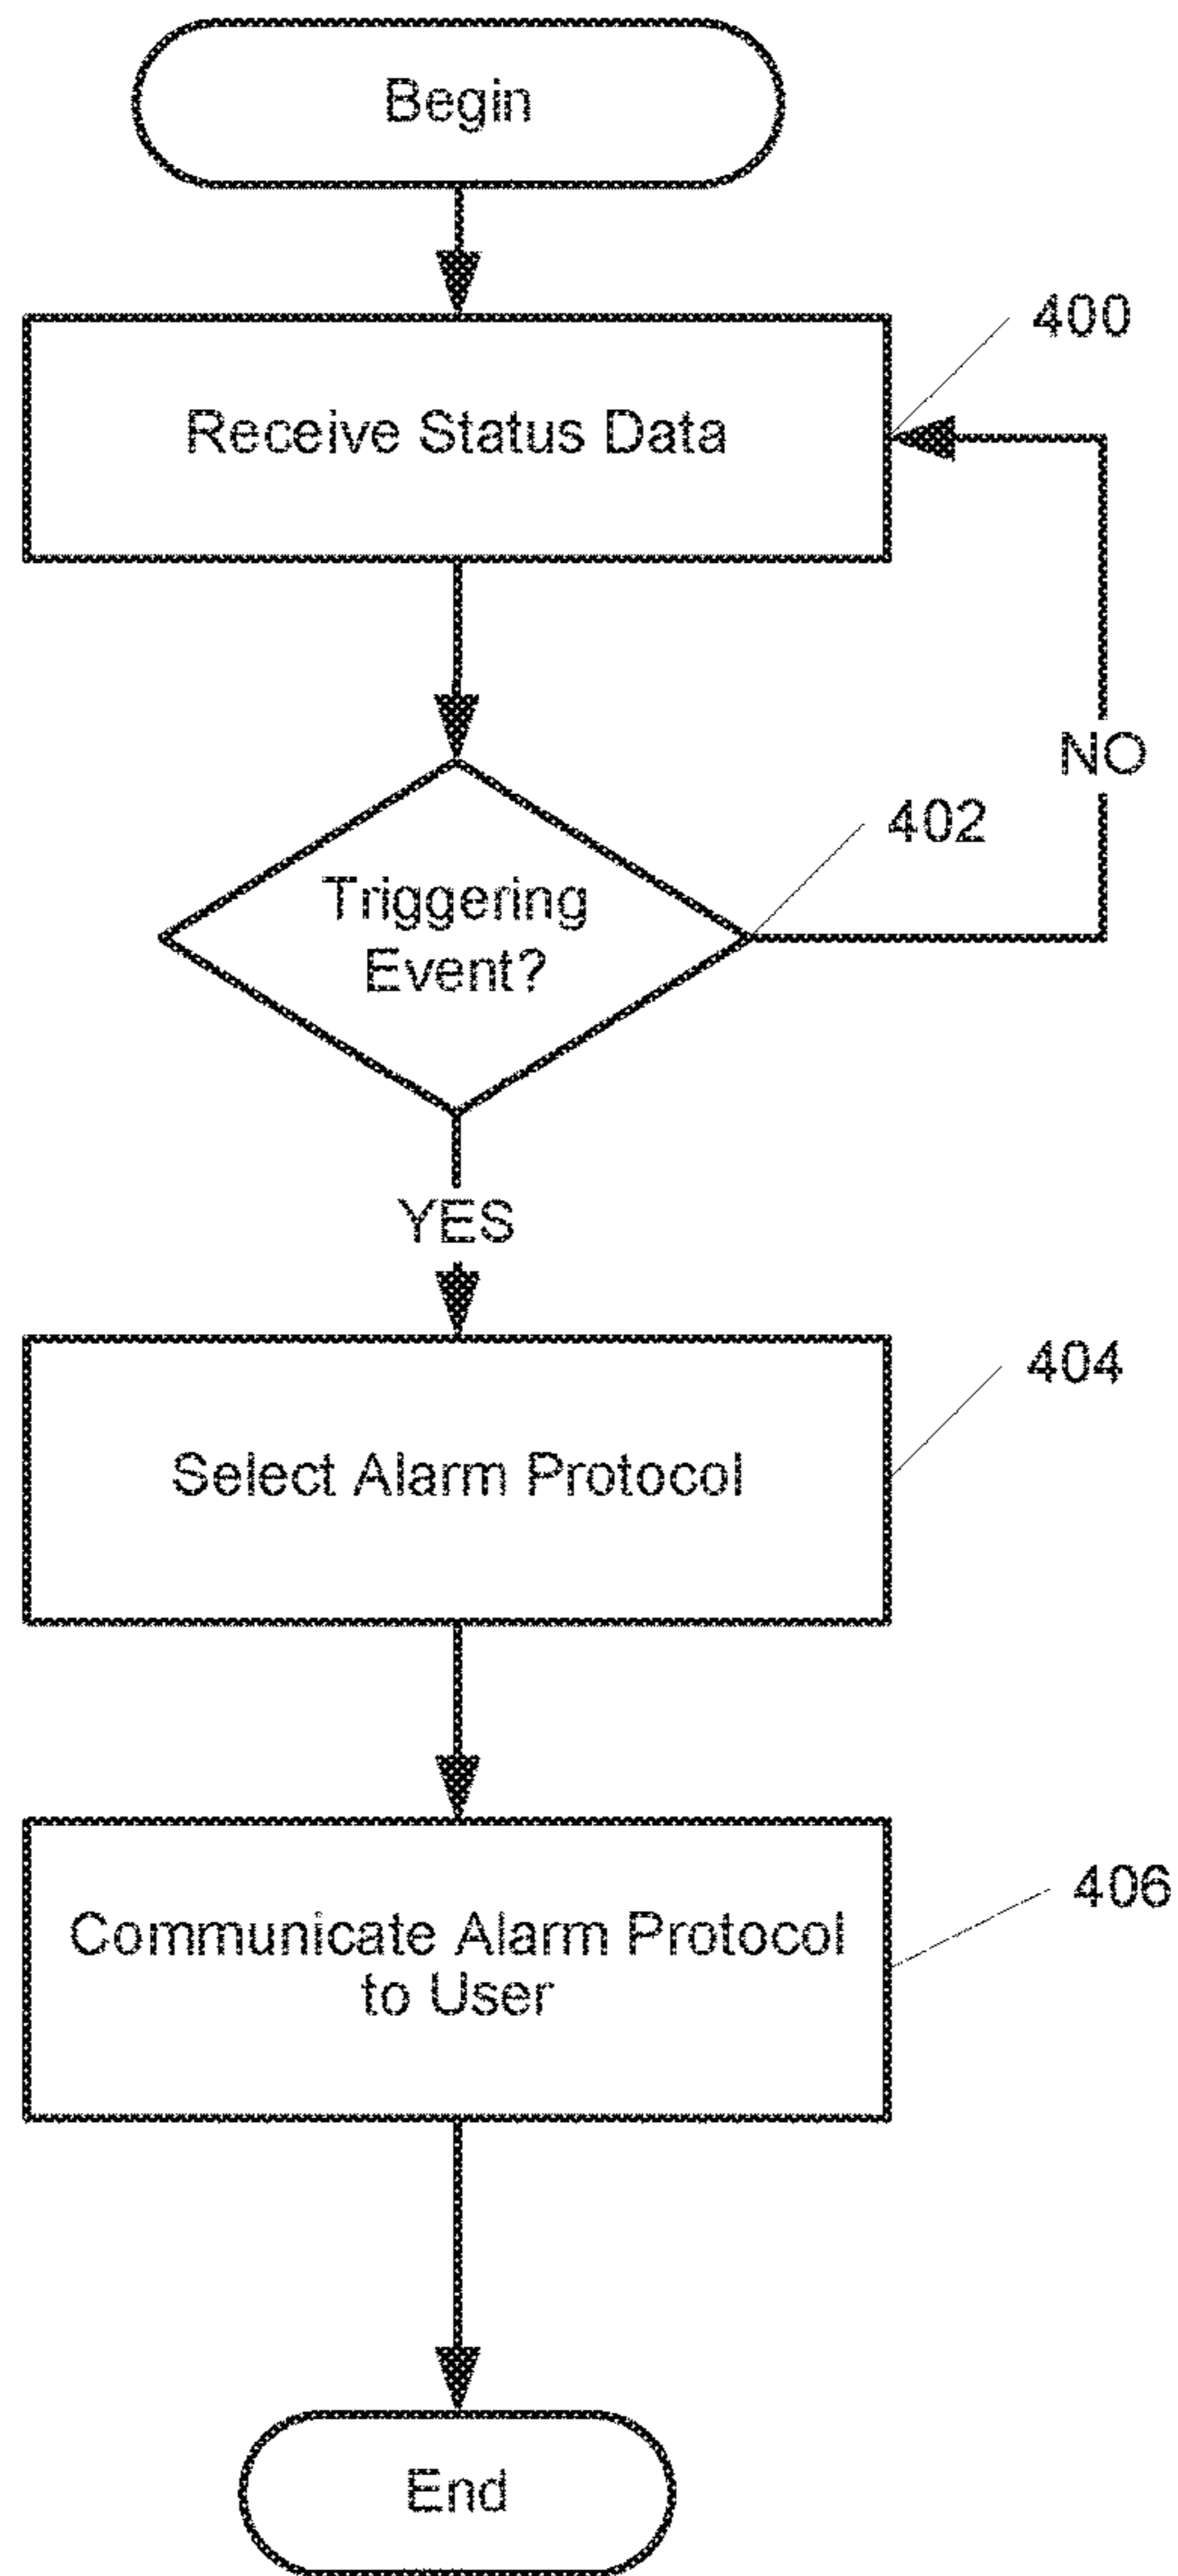 Begin
400
Receive Status Data
NO
402
Triggering
Event?
YES
404
Select Alarm Protocol
406
Communicate Alarm Protocol
to User
End